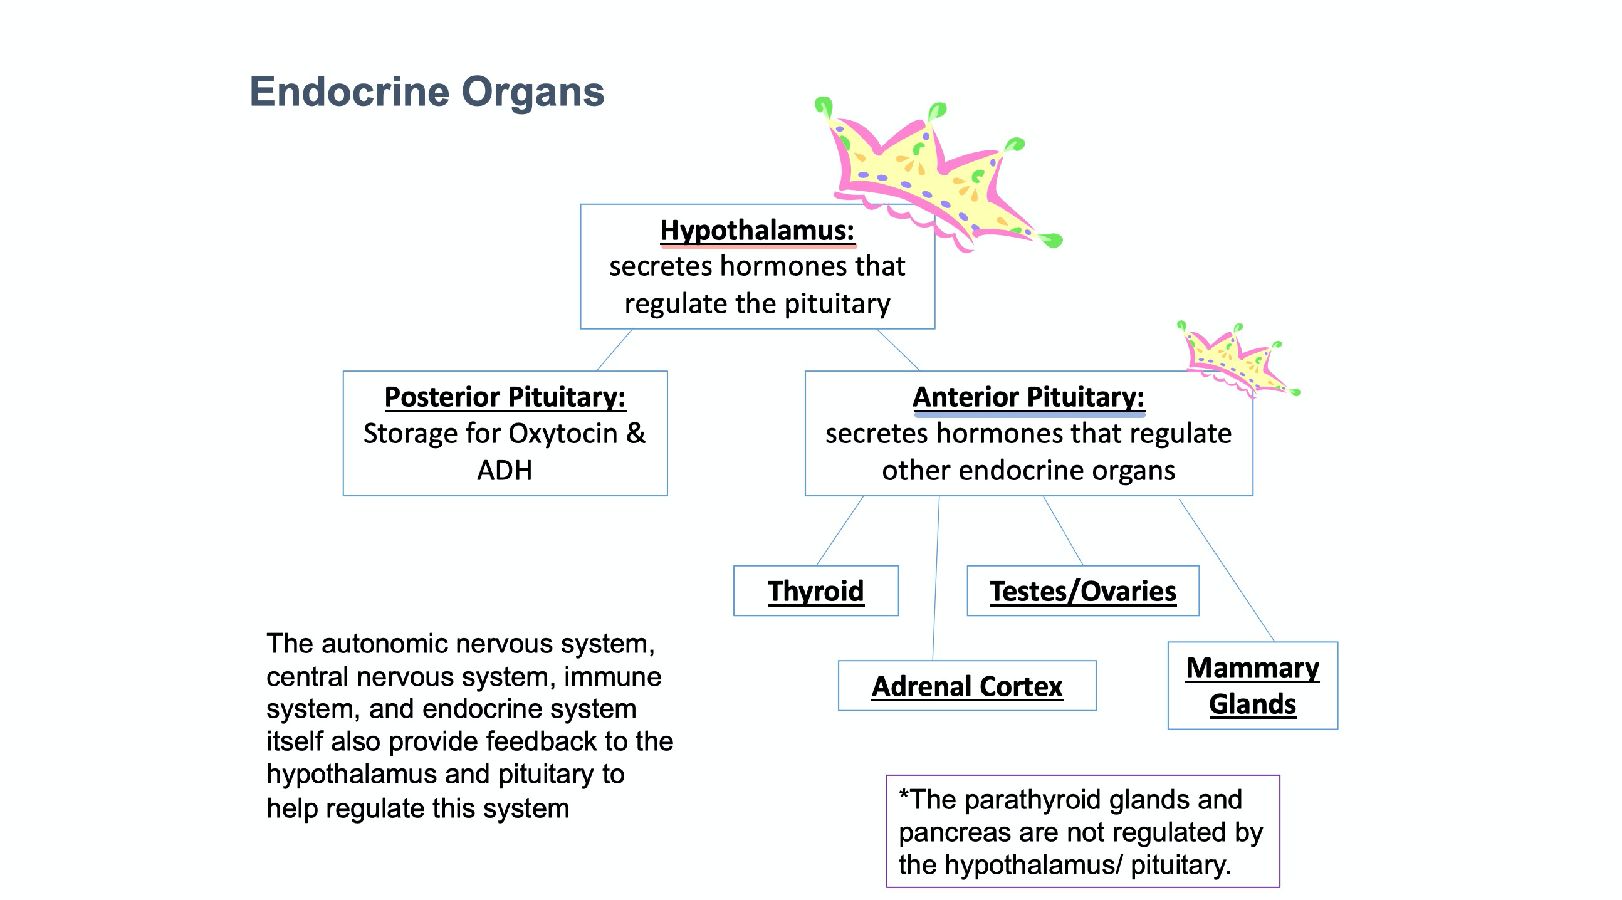 Endocrine Organs
Hypothalamus:
secretes hormones that
regulate the pituitary
Posterior Pituitary:
Storage for Oxytocin &
ADH
Anterior Pituitary:
secretes hormones that regulate
other endocrine organs
Thyroid
Testes/Ovaries
Adrenal Cortex
Mammary
Glands
The autonomic nervous system,
central nervous system, immune
system, and endocrine system
itself also provide feedback to the
hypothalamus and pituitary to
help regulate this system
*The parathyroid glands and
pancreas are not regulated by
the hypothalamus/ pituitary.